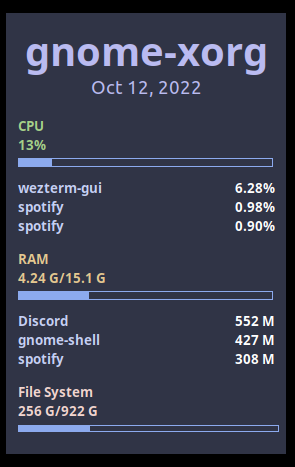 gnome-xorg
Oct 12, 2022
CPU
13%
wezterm-gui 6.28%
spotify 0.98%
spotify 0.90%
RAM
4.24 G/15.1 G
Discord 552 M
gnome-shell 427 M
spotify 308 M
File System
256 G/922 G